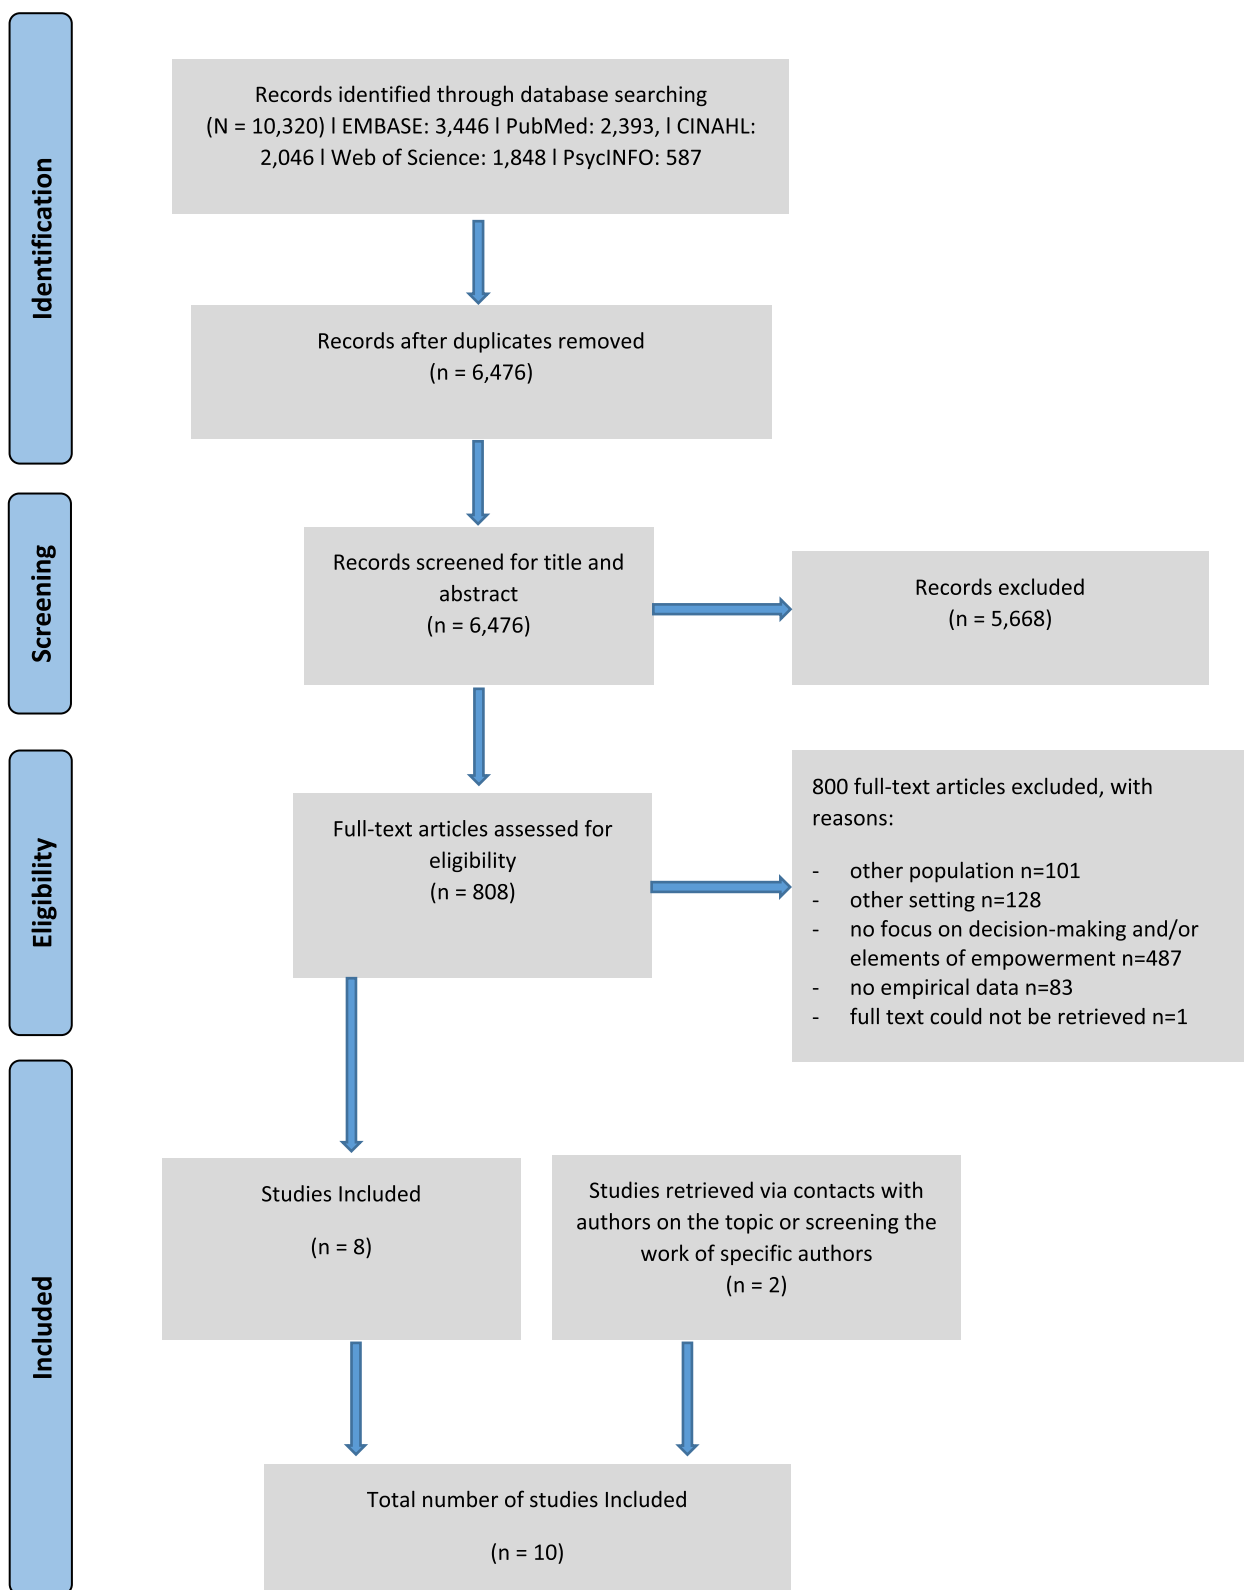 Identification
Records identified through database searching
(N = 10,320) l EMBASE: 3,446 l PubMed: 2,393, l CINAHL:
2,046 l Web of Science: 1,848 l PsycINFO: 587
Records after duplicates removed
(n = 6,476)
Screening
Records screened for title and
abstract
(n = 6,476)
Records excluded
(n = 5,668)
Eligibility
Full-text articles assessed for
eligibility
(n = 808)
800 full-text articles excluded, with
reasons:
- other population n=101
- other setting n=128
- no focus on decision-making and/or
elements of empowerment n=487
- no empirical data n=83
- full text could not be retrieved n=1
Included
Studies Included
(n = 8)
Studies retrieved via contacts with
authors on the topic or screening the
work of specific authors
(n = 2)
Total number of studies Included
(n = 10)